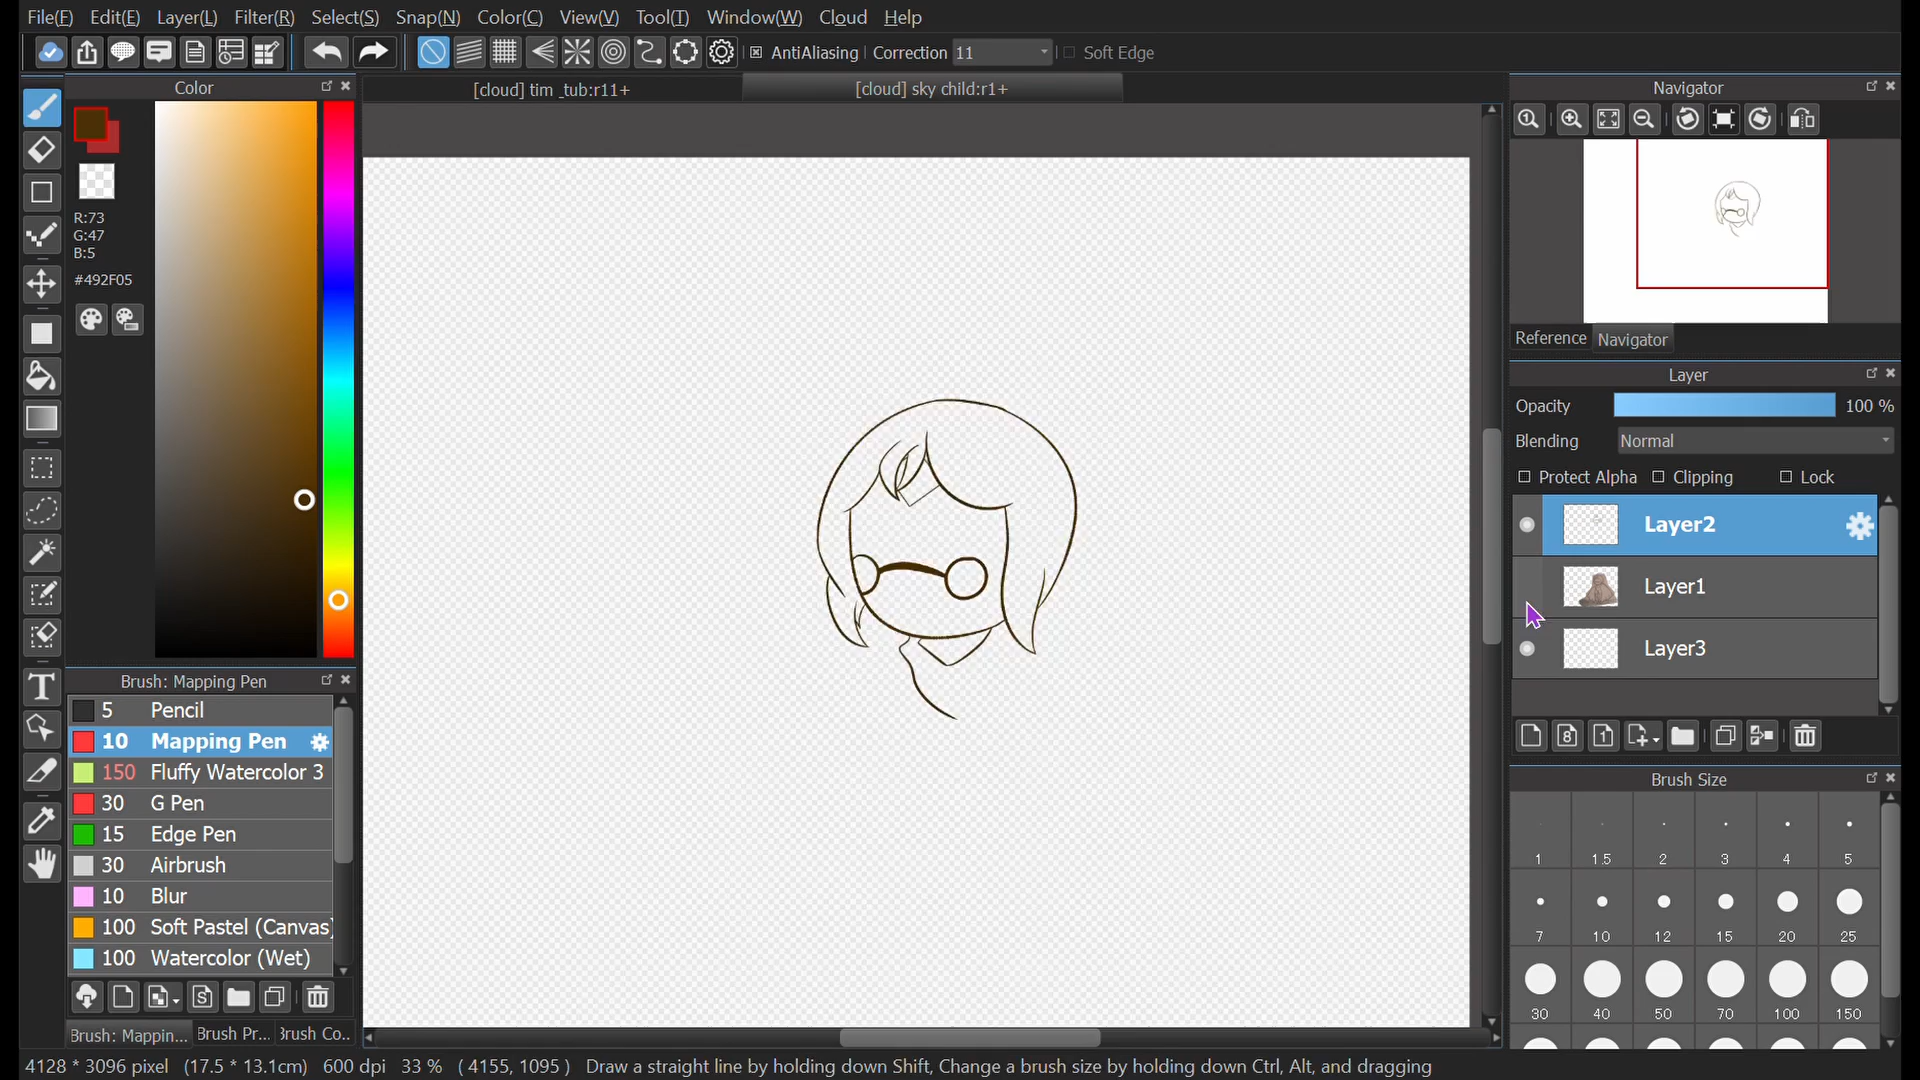 File(F) Edit(E) Layer(L) Filter(R) Select(S) Snap(N) Color(C) View(V) Tool(T) Window(W) Cloud Help
AntiAliasing Correction 11 Soft Edge
Color
[cloud] tim _tub:r11+ [cloud] sky child:r1+
Navigator
R:73
G:47
B:5
#492F05
Reference Navigator
Layer
Opacity 100 %
Blending Normal
Protect Alpha Clipping Lock
Layer2
Layer1
Layer3
Brush: Mapping Pen
5 Pencil
10 Mapping Pen
150 Fluffy Watercolor 3
30 G Pen
15 Edge Pen
30 Airbrush
10 Blur
100 Soft Pastel (Canvas)
100 Watercolor (Wet)
Brush: Mappin... Brush Pr... Brush Co...
Brush Size
1 1.5 2 3 4 5
7 10 12 15 20 25
30 40 50 70 100 150
4128 * 3096 pixel (17.5 * 13.1cm) 600 dpi 33 % ( 4155, 1095 ) Draw a straight line by holding down Shift, Change a brush size by holding down Ctrl, Alt, and dragging